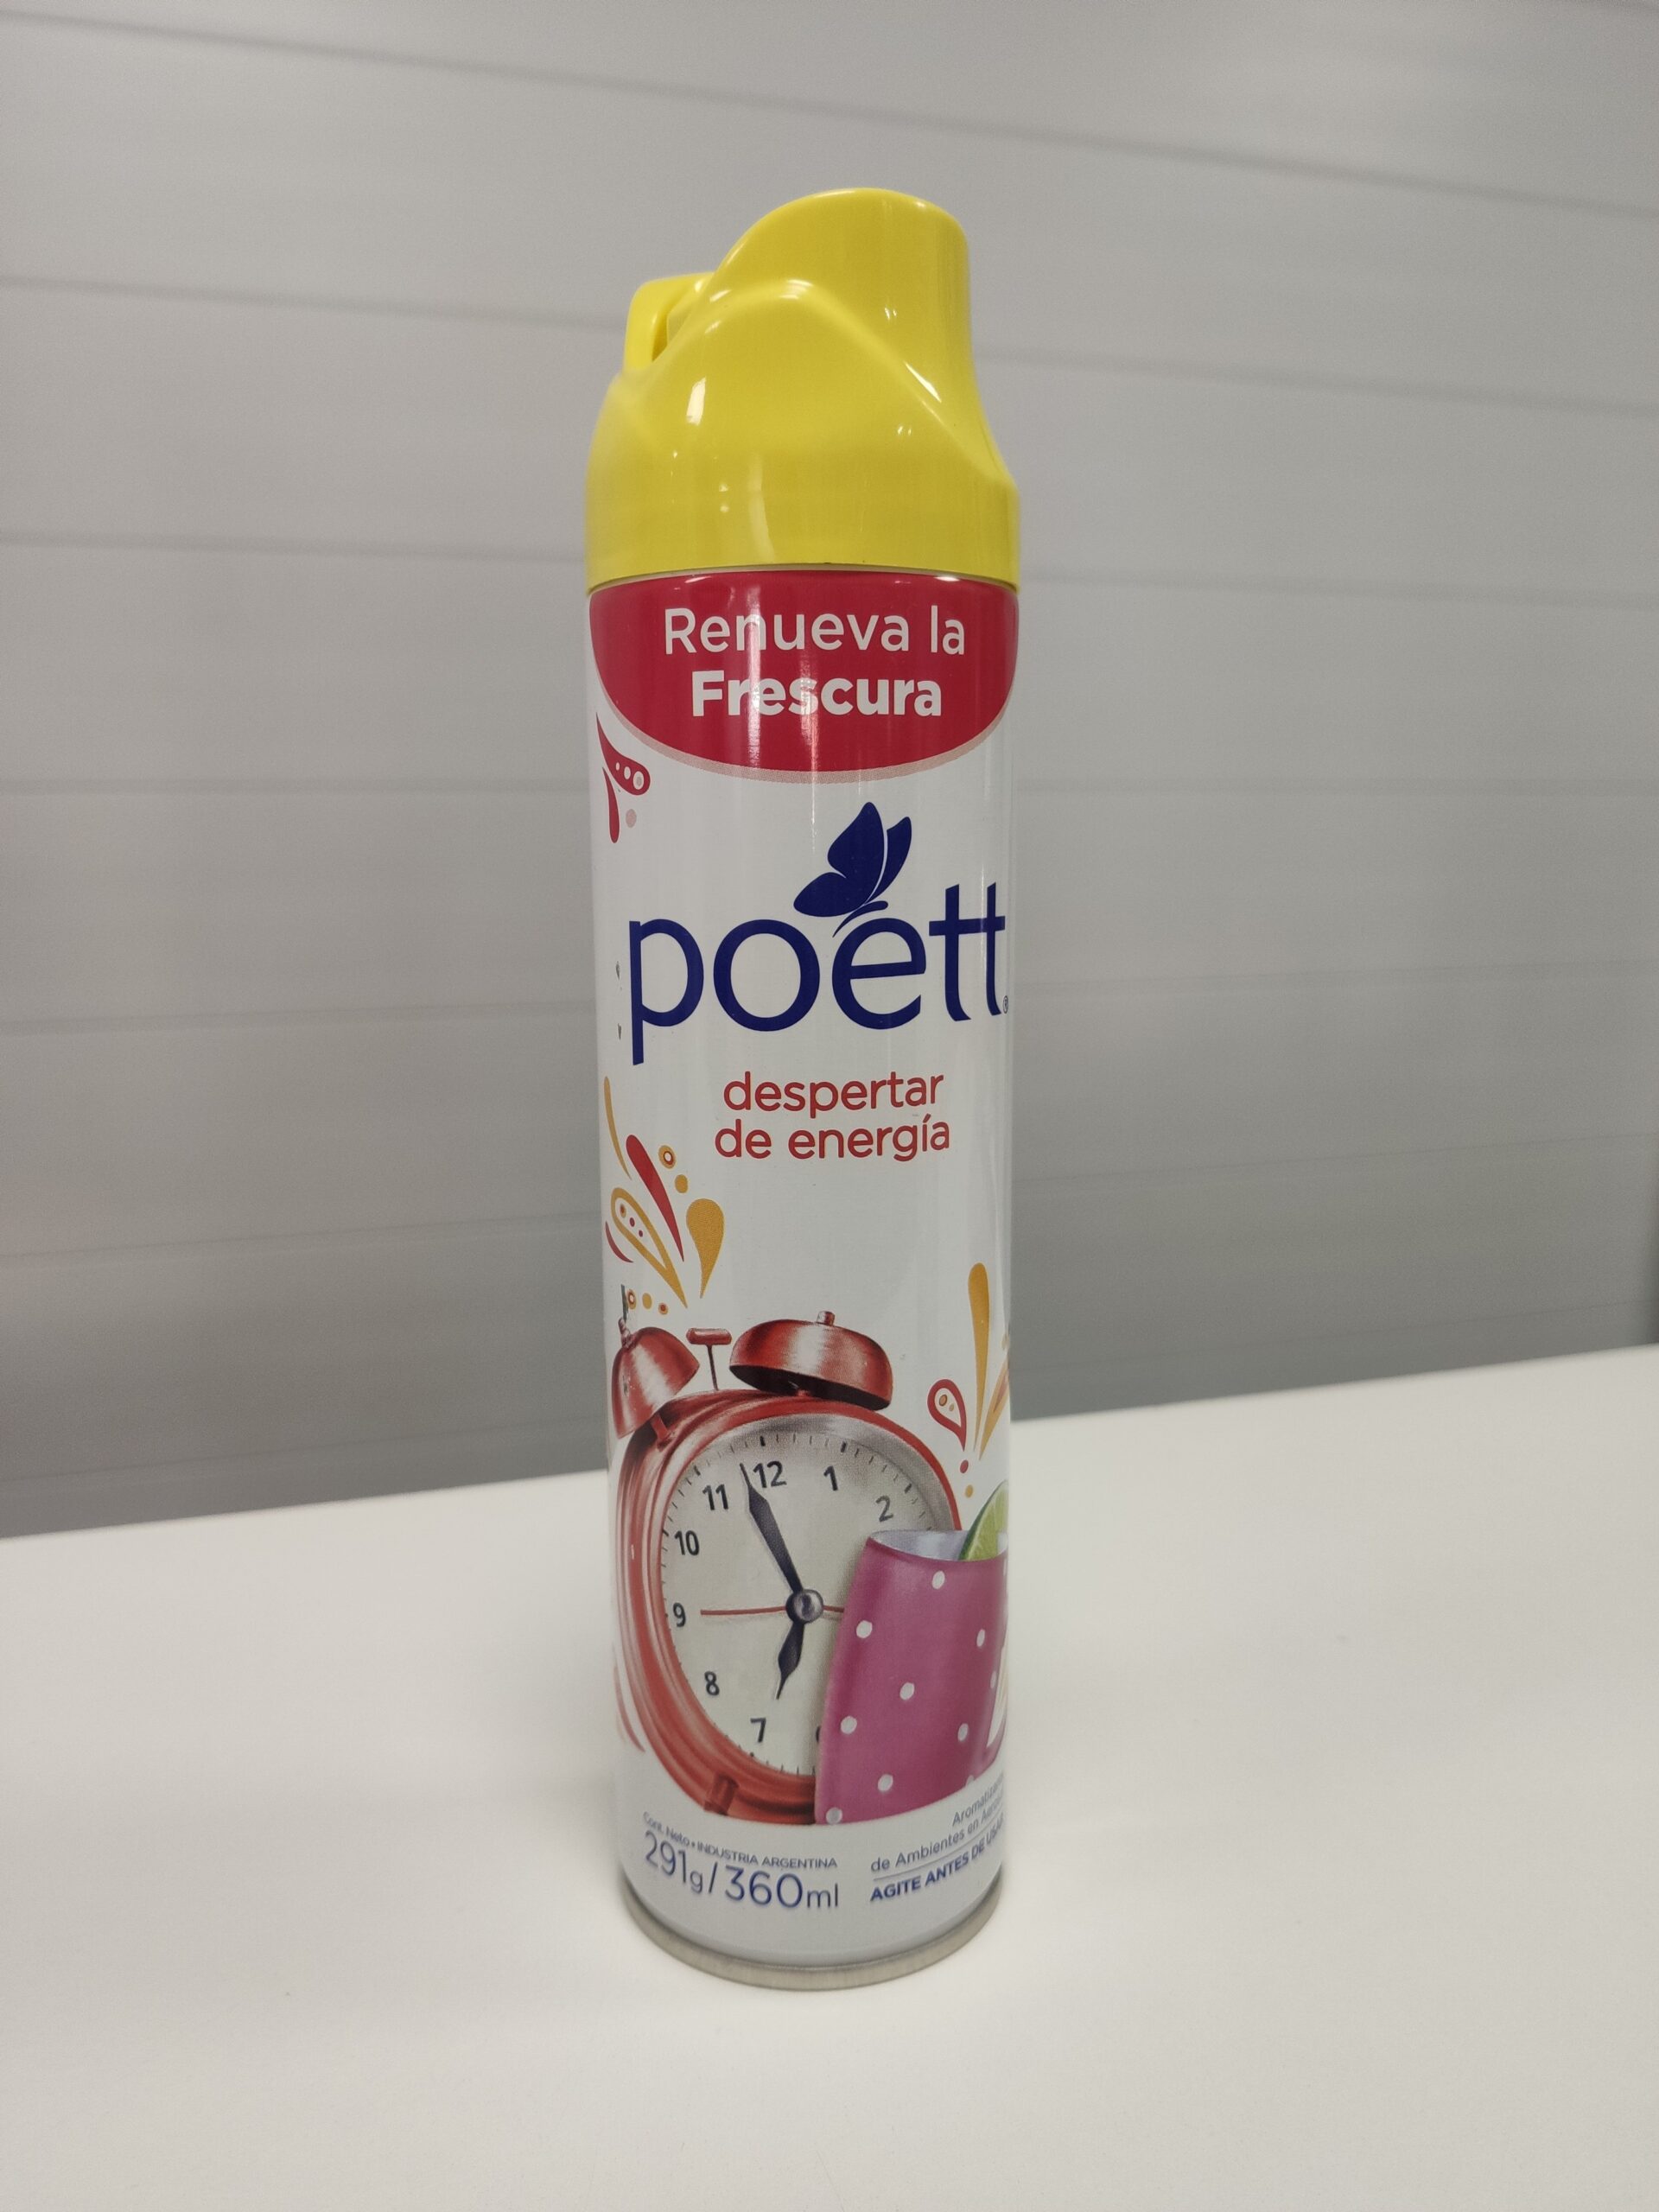 Renueva la
Frescura
poett®
despertar
de energía
12
1
2
11
10
9
8
7
Cont. Neto • INDUSTRIA ARGENTINA
291g/360ml
de Ambientes en
AGITE ANTES DE USAR